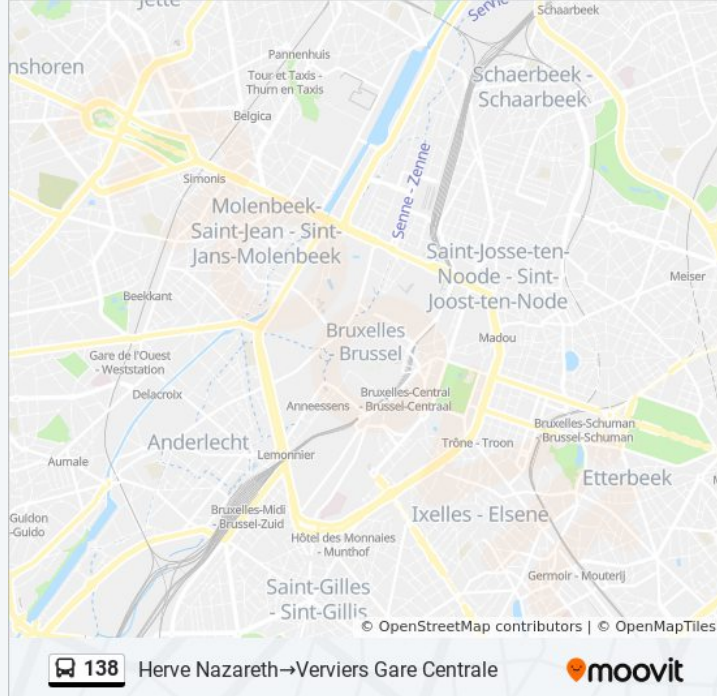 Jette
Servi
Schaarbeek
nshoren
Pannenhuis
Tour et Taxis -
Thurn en Taxis
Schaerbeek -
Schaarbeek
Belgica
Senne - Zenne
Simonis
Molenbeek-
Saint-Jean - Sint-
Jans-Molenbeek
Saint-Josse-ten-
Noode - Sint-
Joost-ten-Node
Meiser
Beekkant
Bruxelles
- Brussel
Madou
Gare de l'Ouest
- Weststation
Delacroix
Bruxelles-Central
- Brussel-Centraal
Anneessens
Bruxelles-Schuman
- Brussel-Schuman
Anderlecht
Trône - Troon
Lemonnier
Aumale
Etterbeek
Bruxelles-Midi
- Brussel-Zuid
Ixelles - Elsene
Guidon
-Guido
Hôtel des Monnaies
- Munthof
Germoir - Mouterij
Saint-Gilles
- Sint-Gillis
© OpenStreetMap contributors | © OpenMapTiles
138 Herve Nazareth→Verviers Gare Centrale
moovit